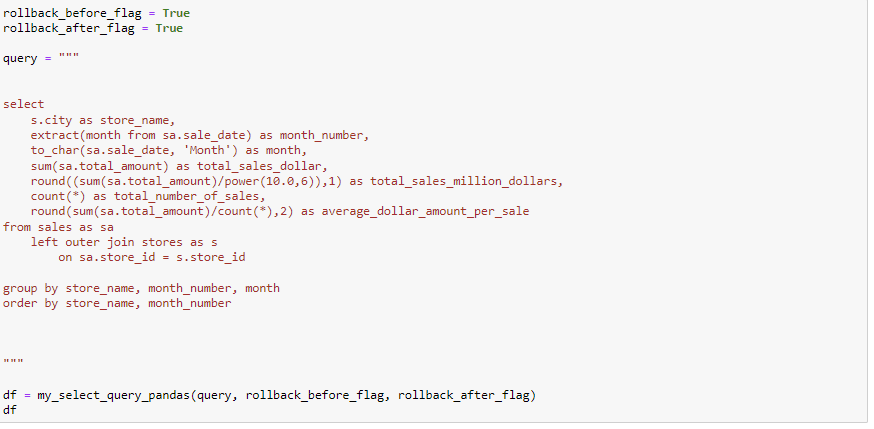 rollback_before_flag = True
rollback_after_flag = True
query = """
select
s.city as store_name,
extract(month from sa.sale_date) as month_number,
to_char(sa.sale_date, 'Month') as month,
sum(sa.total_amount) as total_sales_dollar,
round((sum(sa.total_amount)/power(10.0,6)),1) as total_sales_million_dollars,
count(*) as total_number_of_sales,
round(sum(sa.total_amount)/count(*),2) as average_dollar_amount_per_sale
from sales as sa
left outer join stores as s
on sa.store_id = s.store_id
group by store_name, month_number, month
order by store_name, month_number
"""
df = my_select_query_pandas(query, rollback_before_flag, rollback_after_flag)
df